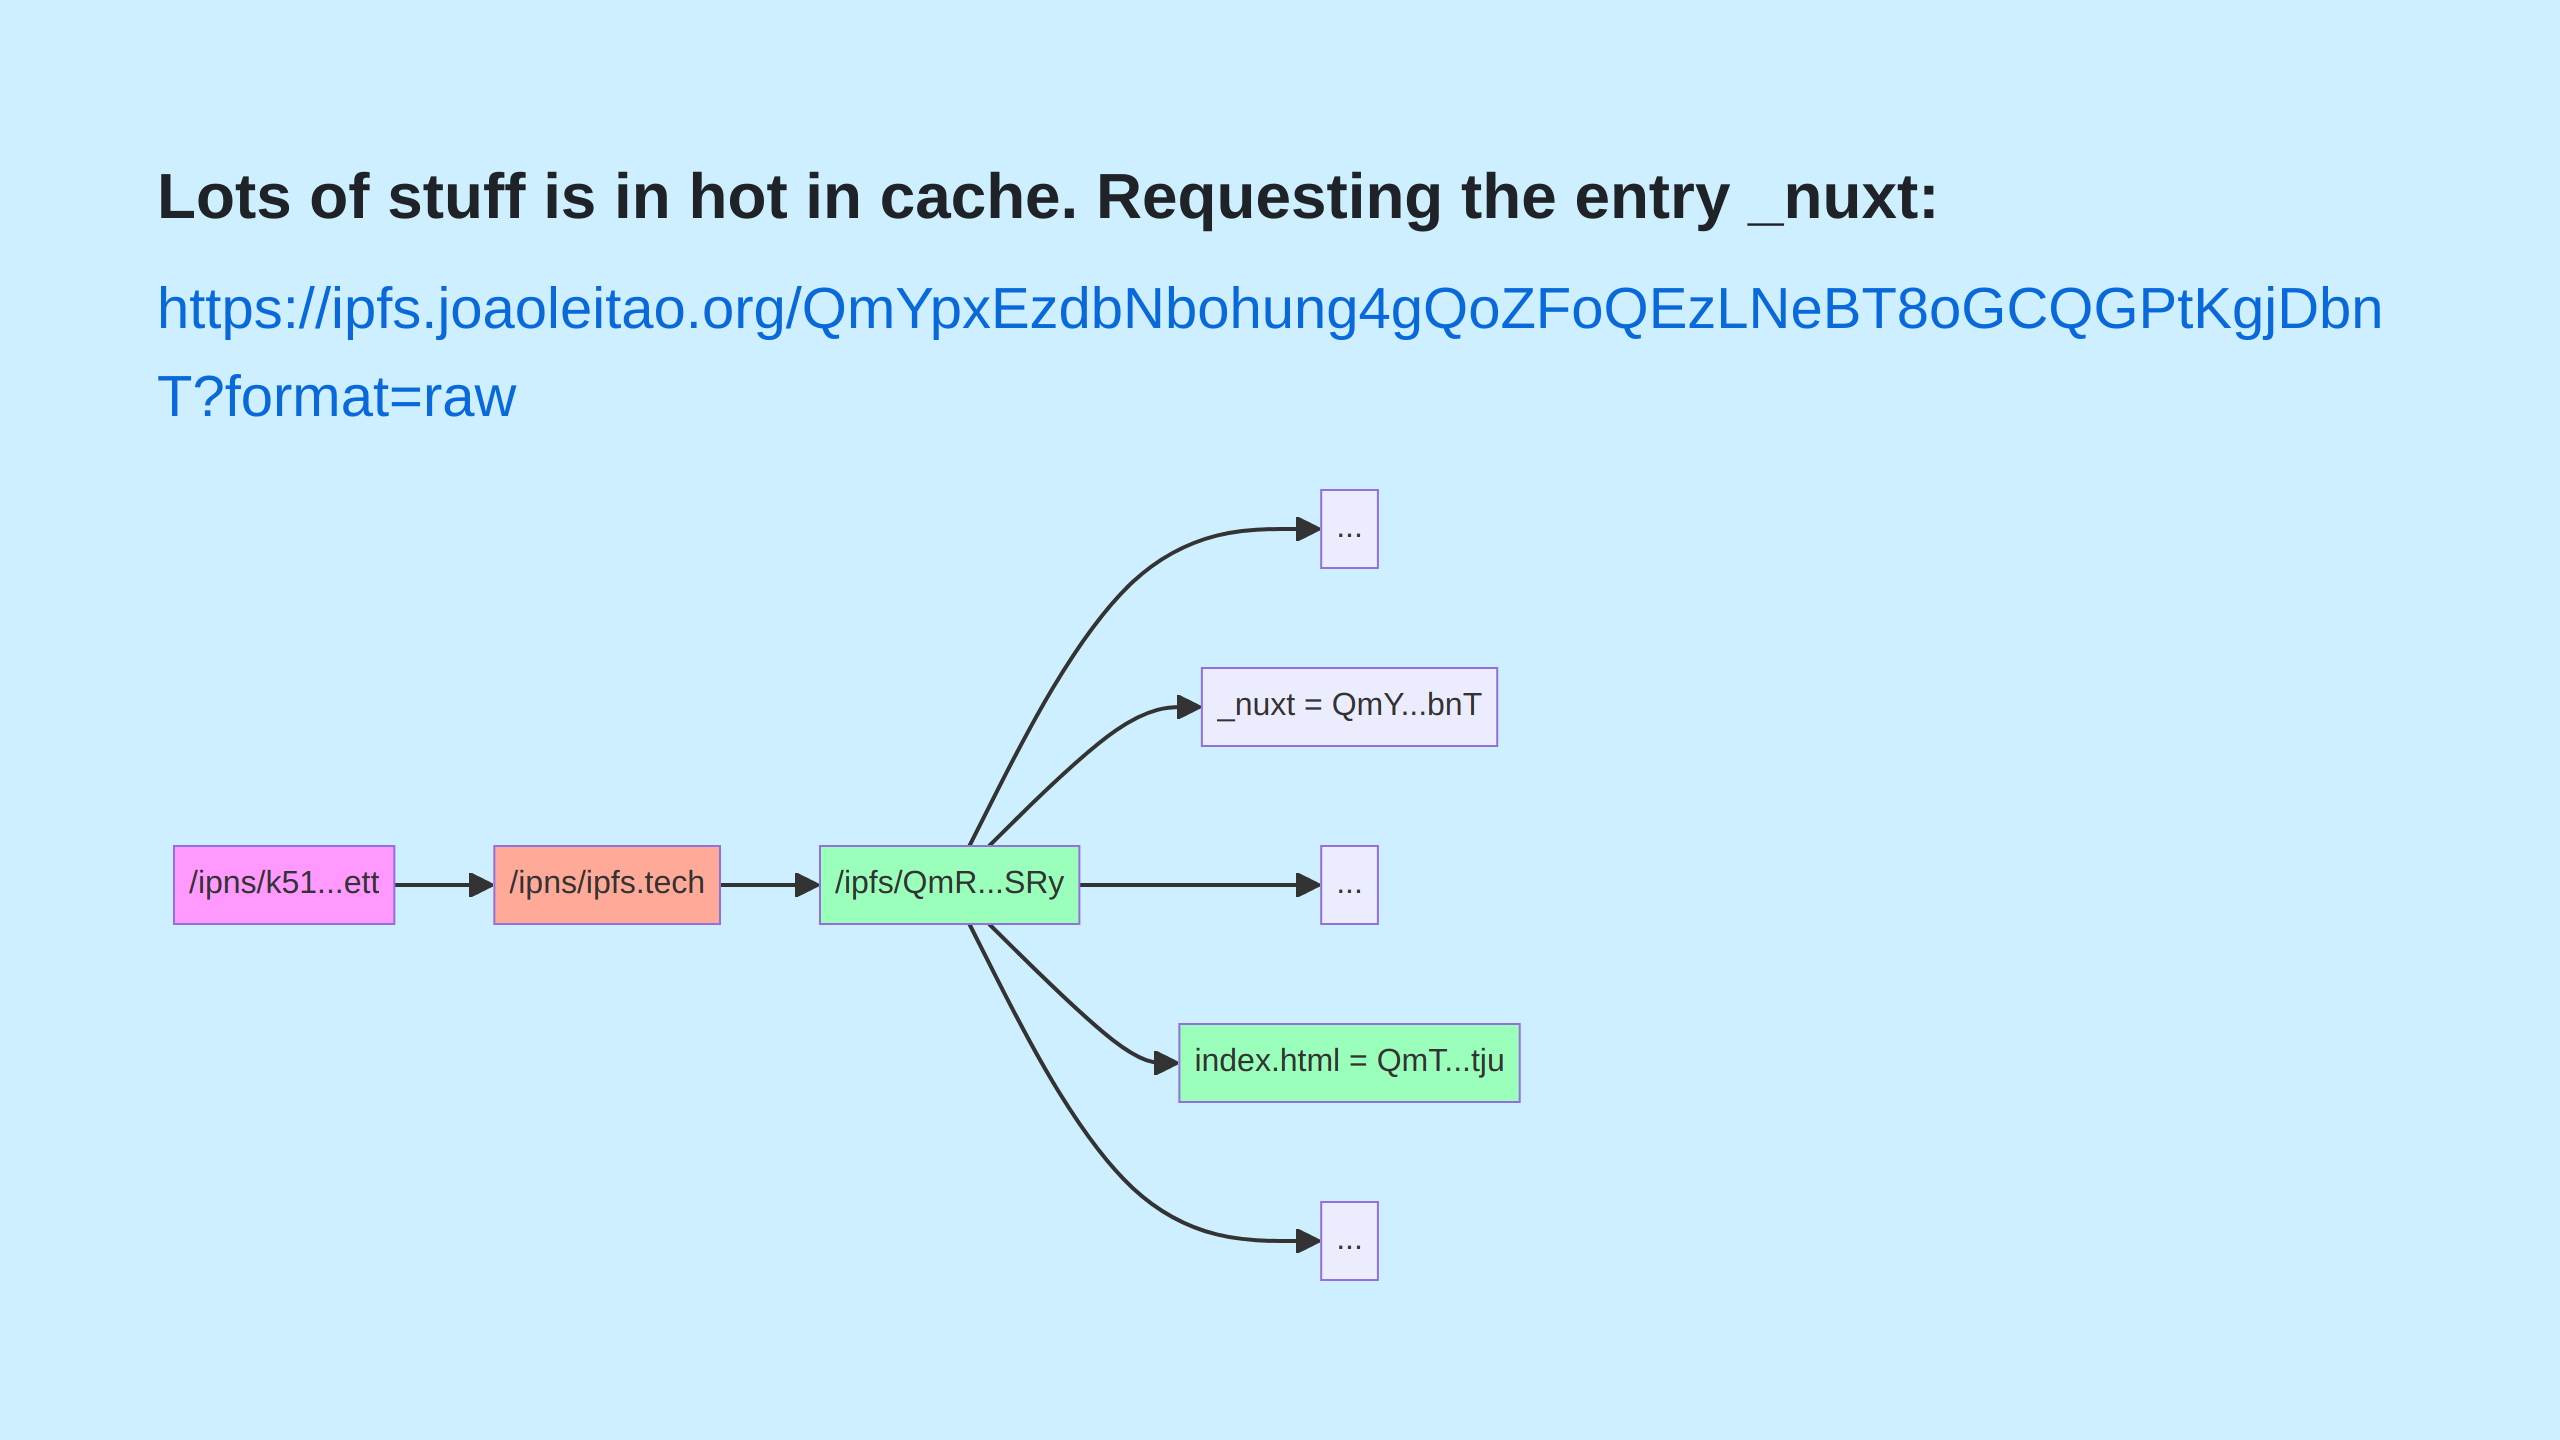 Lots of stuff is in hot in cache. Requesting the entry _nuxt:
https://ipfs.joaoleitao.org/QmYpxEzdbNbohung4gQoZFoQEzLNeBT8oGCQGPtKgjDbn
T?format=raw
...
_nuxt = QmY...bnT
/ipns/k51...ett
/ipns/ipfs.tech
/ipfs/QmR...SRy
...
index.html = QmT...tju
...